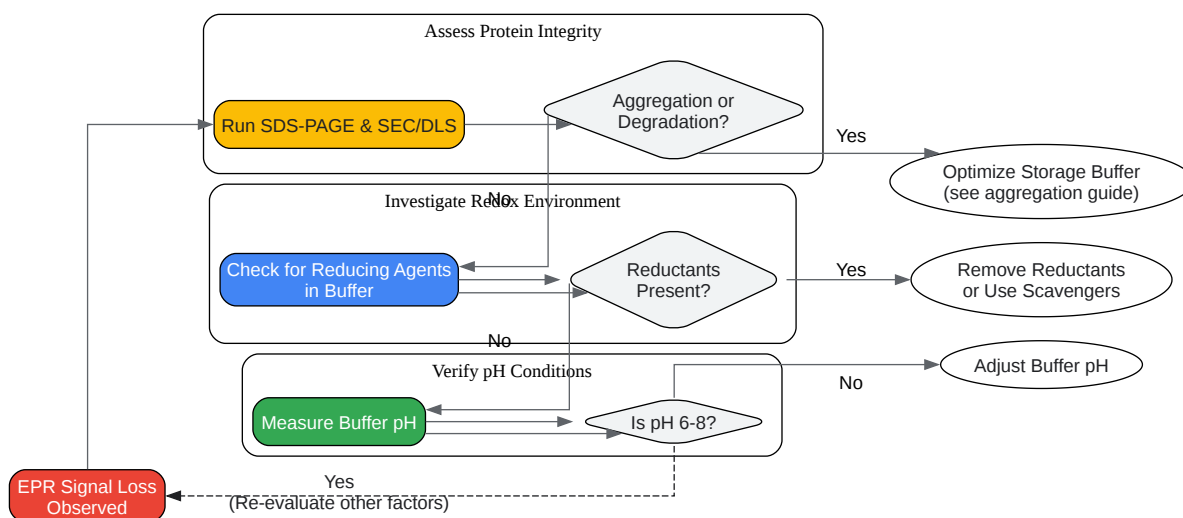 Assess Protein Integrity
Run SDS-PAGE & SEC/DLS
Aggregation or
Degradation?
Yes
Optimize Storage Buffer
(see aggregation guide)
No
Investigate Redox Environment
Check for Reducing Agents
in Buffer
Reductants
Present?
Yes
Remove Reductants
or Use Scavengers
No
Verify pH Conditions
Measure Buffer pH
Is pH 6-8?
No
Adjust Buffer pH
EPR Signal Loss
Observed
Yes
(Re-evaluate other factors)